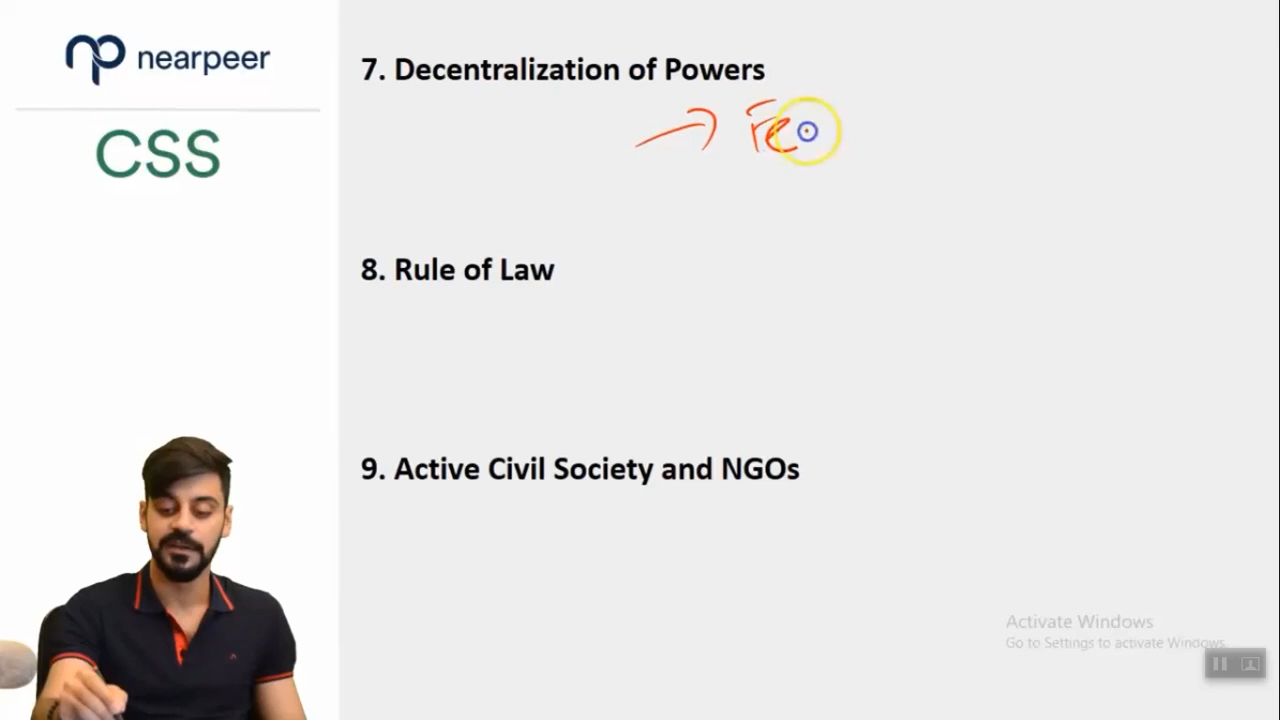 nearpeer
CSS
7. Decentralization of Powers
→ Fe
8. Rule of Law
9. Active Civil Society and NGOs
Activate Windows
Go to Settings to activate Windows.